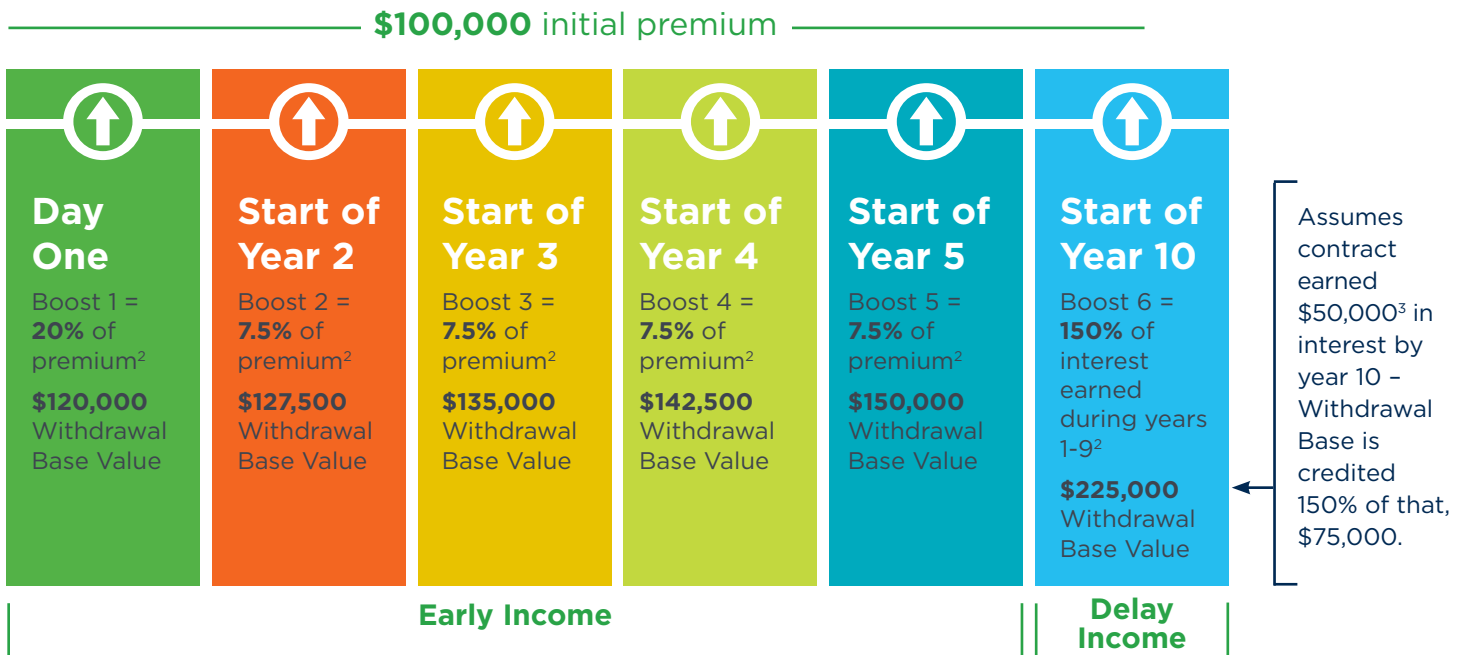 $100,000 initial premium
Day
One
Boost 1 =
20% of
premium²
$120,000
Withdrawal
Base Value
Start of
Year 2
Boost 2 =
7.5% of
premium²
$127,500
Withdrawal
Base Value
Start of
Year 3
Boost 3 =
7.5% of
premium²
$135,000
Withdrawal
Base Value
Start of
Year 4
Boost 4 =
7.5% of
premium²
$142,500
Withdrawal
Base Value
Start of
Year 5
Boost 5 =
7.5% of
premium²
$150,000
Withdrawal
Base Value
Start of
Year 10
Boost 6 =
150% of
interest
earned
during years
1-9²
$225,000
Withdrawal
Base Value
Assumes
contract
earned
$50,000³ in
interest by
year 10 –
Withdrawal
Base is
credited
150% of that,
$75,000.
Early Income
Delay
Income